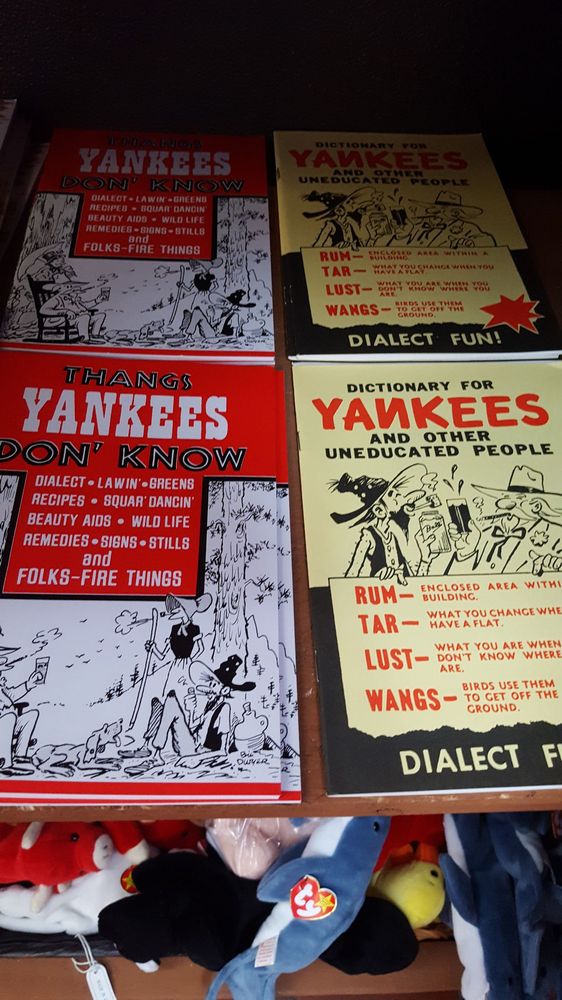 THANGS
YANKEES
DON' KNOW
DIALECT • LAWIN' • GREENS
RECIPES • SQUAR' DANCIN'
BEAUTY AIDS • WILD LIFE
REMEDIES • SIGNS • STILLS
and
FOLKS-FIRE THINGS
DICTIONARY FOR
YANKEES
AND OTHER
UNEDUCATED PEOPLE
RUM— ENCLOSED AREA WITHIN A
BUILDING.
TAR— WHAT YOU CHANGE WHEN YOU
HAVE A FLAT.
LUST— WHAT YOU ARE WHEN YOU
DON'T KNOW WHERE YOU
ARE.
WANGS— BIRDS USE THEM
TO GET OFF THE
GROUND.
DIALECT FUN!
THANGS
YANKEES
DON' KNOW
DIALECT • LAWIN' • GREENS
RECIPES • SQUAR' DANCIN'
BEAUTY AIDS • WILD LIFE
REMEDIES • SIGNS • STILLS
and
FOLKS-FIRE THINGS
BILL
DWYER
DICTIONARY FOR
YANKEES
AND OTHER
UNEDUCATED PEOPLE
RUM— ENCLOSED AREA WITHI
BUILDING.
TAR— WHAT YOU CHANGE WHE
HAVE A FLAT.
LUST— WHAT YOU ARE WHEN
DON'T KNOW WHERE
ARE.
WANGS— BIRDS USE THEM
TO GET OFF THE
GROUND.
DIALECT F
ty